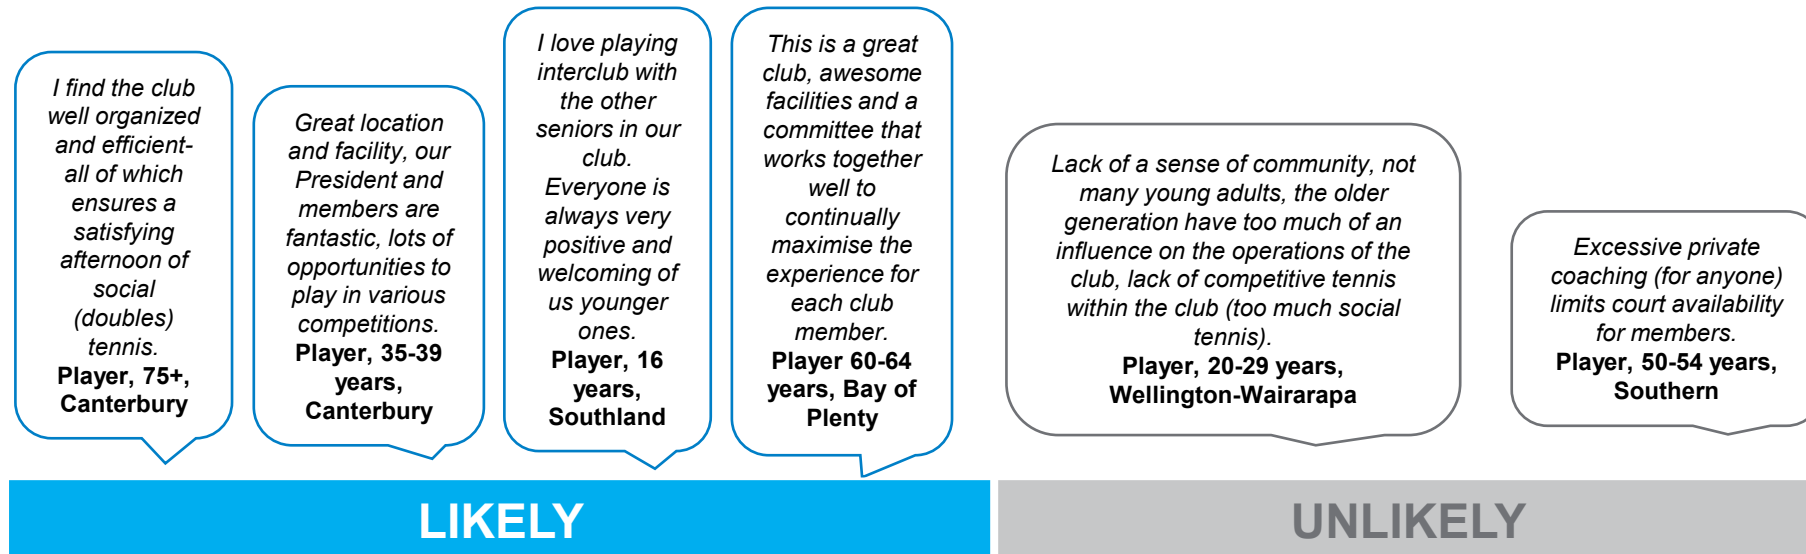 I find the club
well organized
and efficient-
all of which
ensures a
satisfying
afternoon of
social
(doubles)
tennis.
Player, 75+,
Canterbury
Great location
and facility, our
President and
members are
fantastic, lots of
opportunities to
play in various
competitions.
Player, 35-39
years,
Canterbury
I love playing
interclub with
the other
seniors in our
club.
Everyone is
always very
positive and
welcoming of
us younger
ones.
Player, 16
years,
Southland
This is a great
club, awesome
facilities and a
committee that
works together
well to
continually
maximise the
experience for
each club
member.
Player 60-64
years, Bay of
Plenty
Lack of a sense of community, not
many young adults, the older
generation have too much of an
influence on the operations of the
club, lack of competitive tennis
within the club (too much social
tennis).
Player, 20-29 years,
Wellington-Wairarapa
Excessive private
coaching (for anyone)
limits court availability
for members.
Player, 50-54 years,
Southern
LIKELY
UNLIKELY